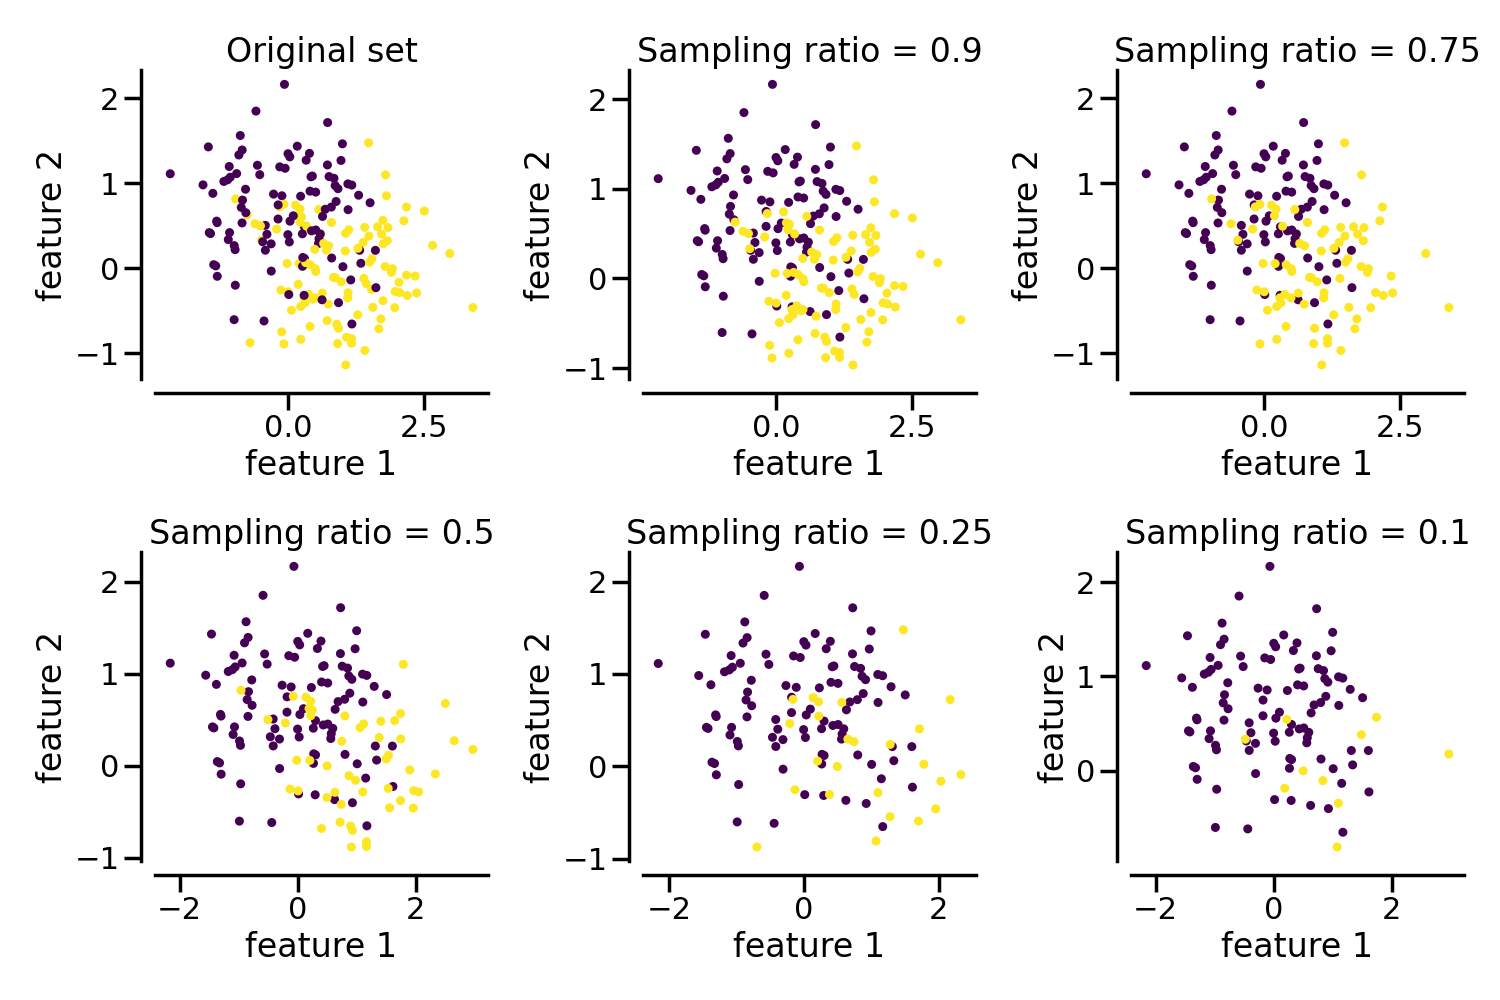 Original set
feature 2
2
1
0
−1
0.0 2.5
feature 1
Sampling ratio = 0.9
feature 2
2
1
0
−1
0.0 2.5
feature 1
Sampling ratio = 0.75
feature 2
2
1
0
−1
0.0 2.5
feature 1
Sampling ratio = 0.5
feature 2
2
1
0
−1
−2 0 2
feature 1
Sampling ratio = 0.25
feature 2
2
1
0
−1
−2 0 2
feature 1
Sampling ratio = 0.1
feature 2
2
1
0
−2 0 2
feature 1